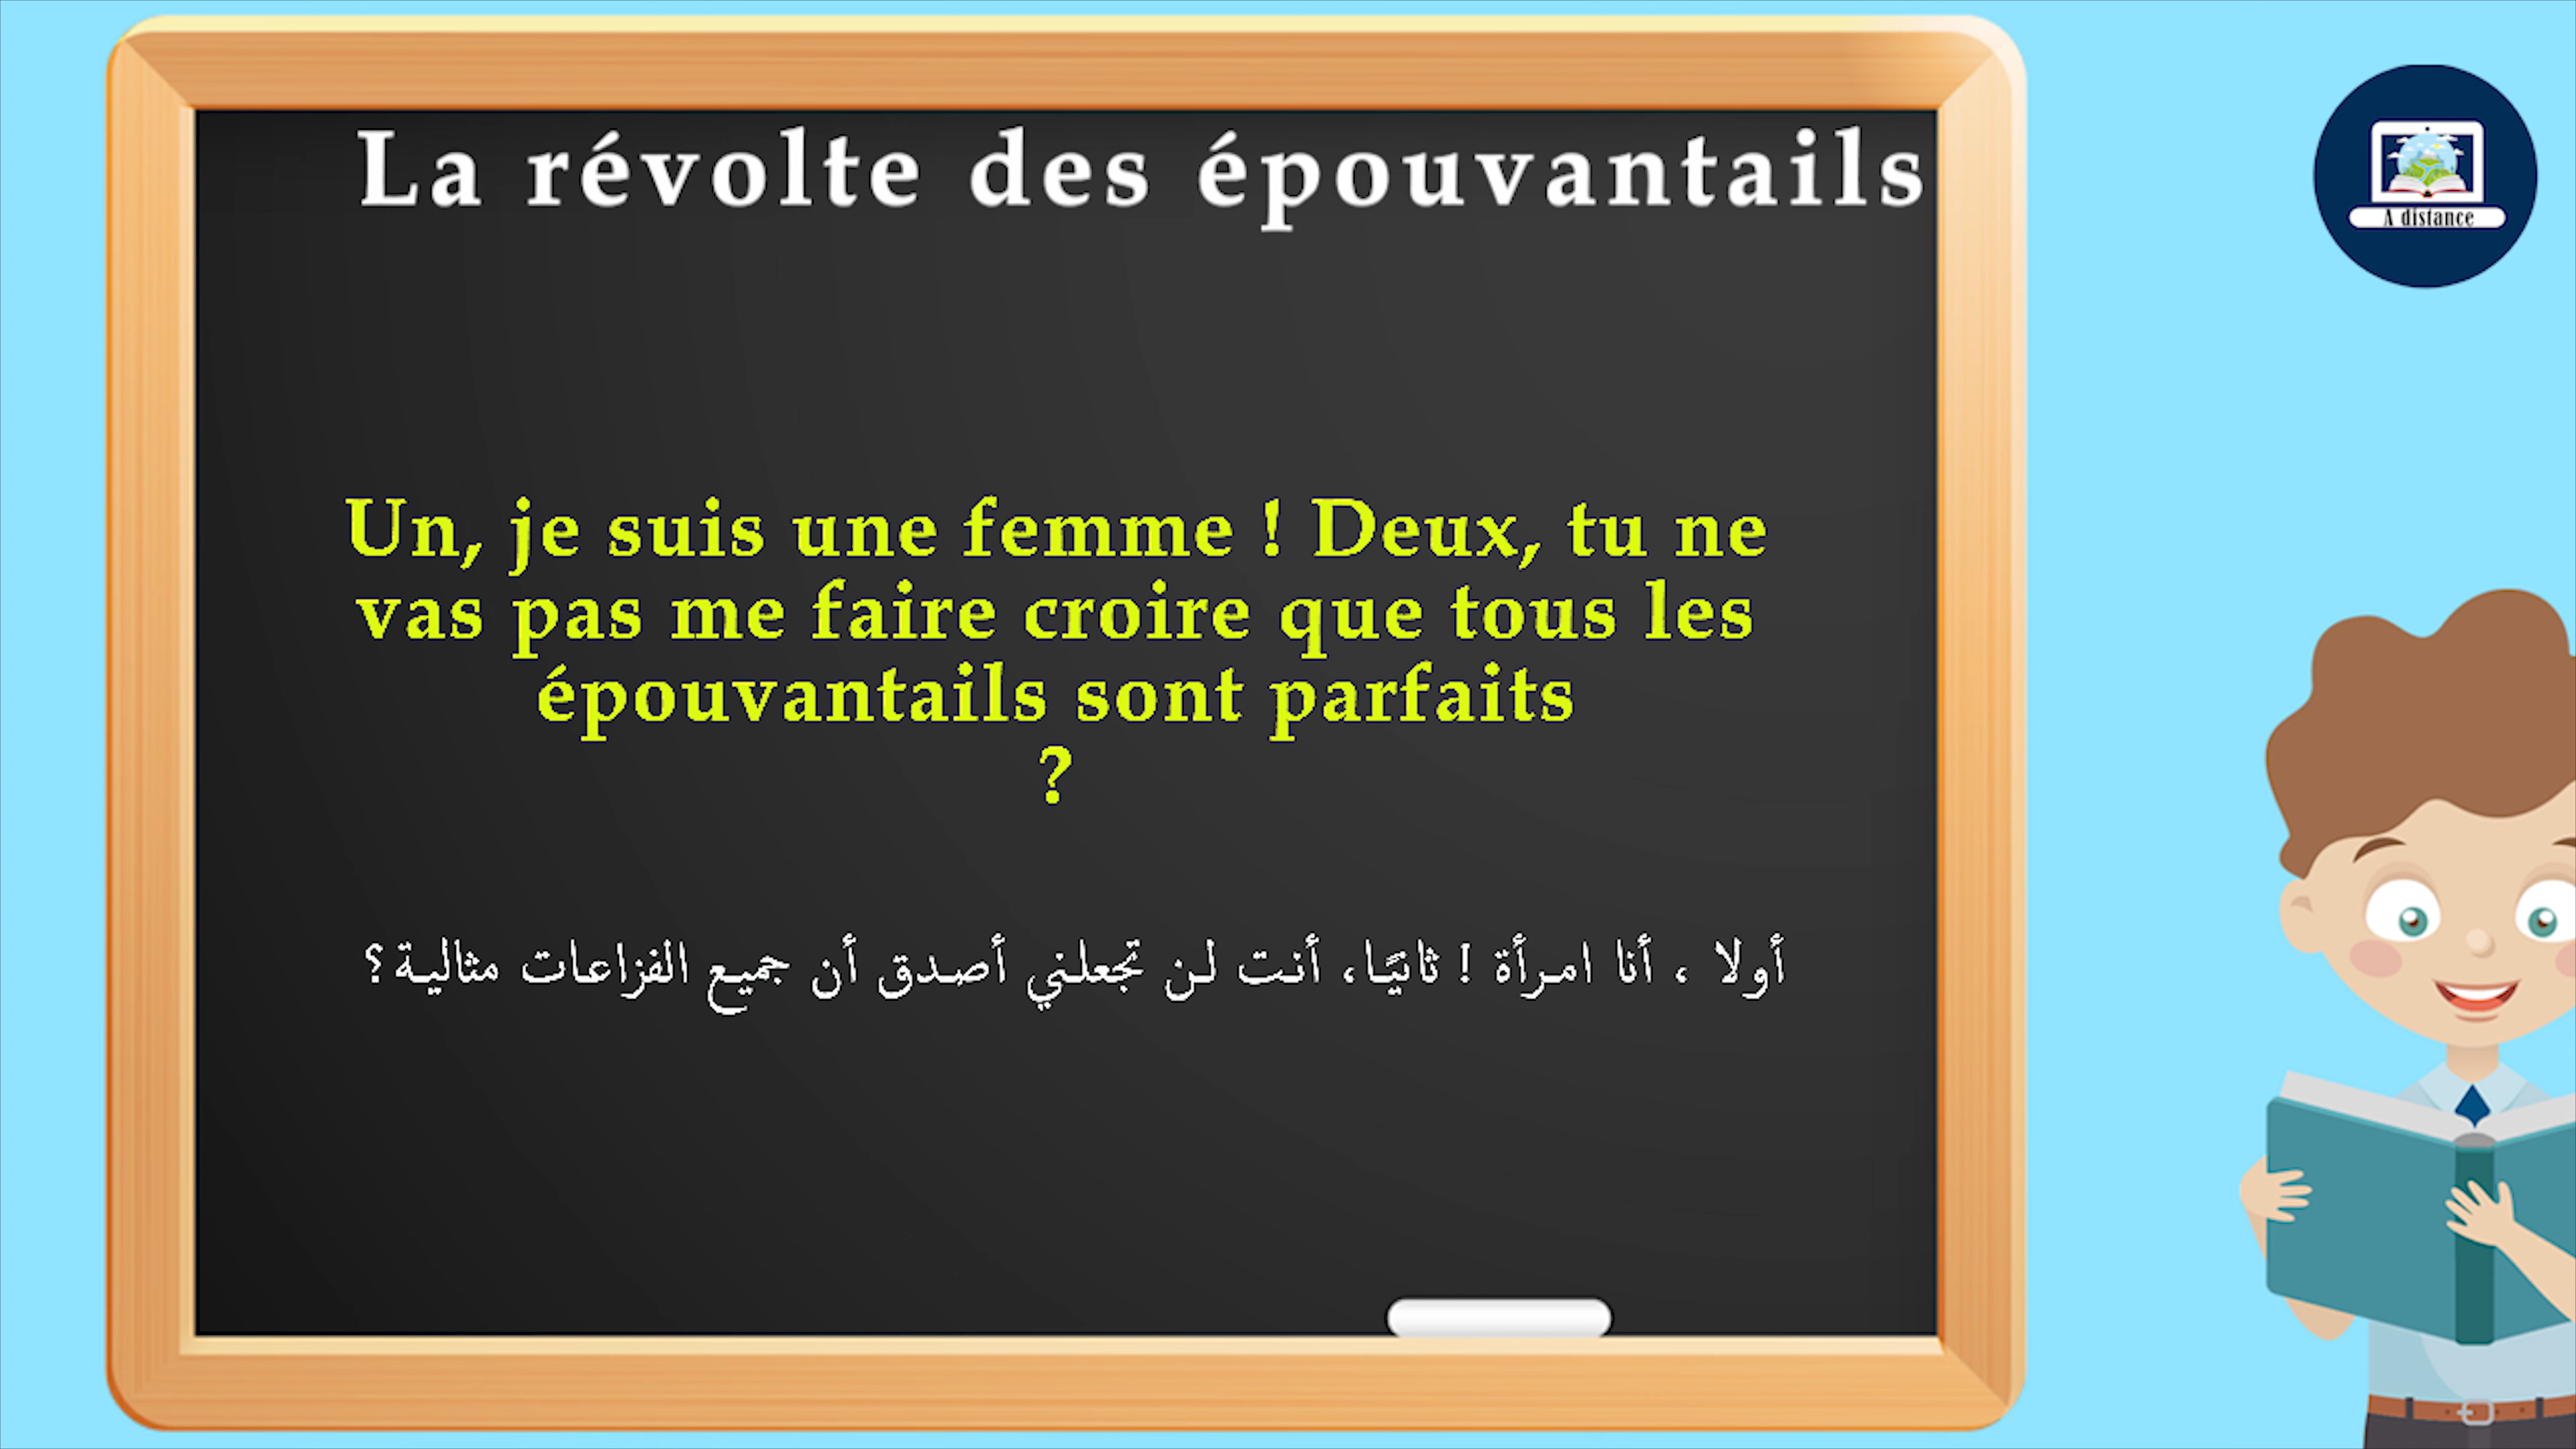 La révolte des épouvantails
A distance
Un, je suis une femme ! Deux, tu ne
vas pas me faire croire que tous les
épouvantails sont parfaits
?
أولا ، أنا امرأة ! ثانيًا، أنت لن تجعلني أصدق أن جميع الفزاعات مثالية؟